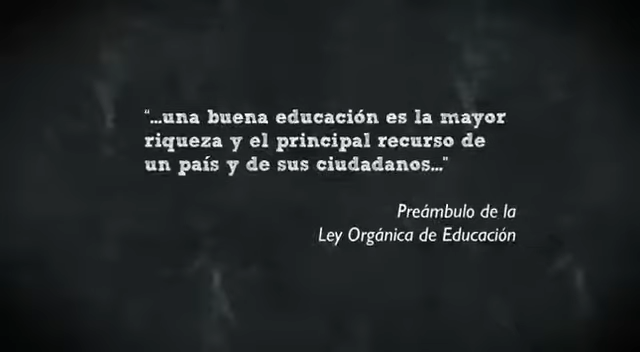 "...una buena educación es la mayor
riqueza y el principal recurso de
un país y de sus ciudadanos..."
Preámbulo de la
Ley Orgánica de Educación